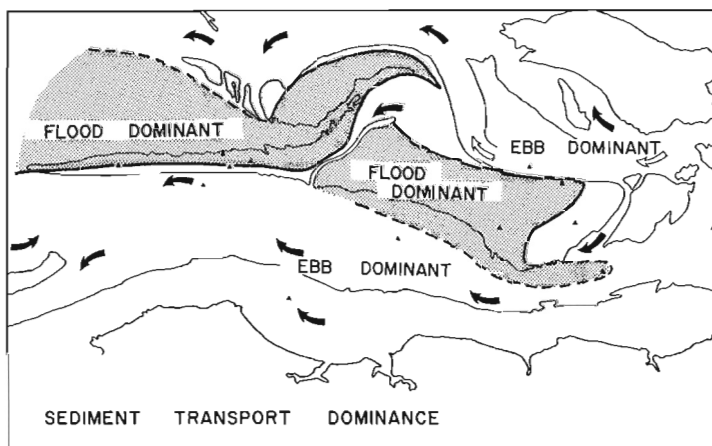 FLOOD DOMINANT
EBB DOMINANT
FLOOD
DOMINANT
EBB DOMINANT
SEDIMENT TRANSPORT DOMINANCE